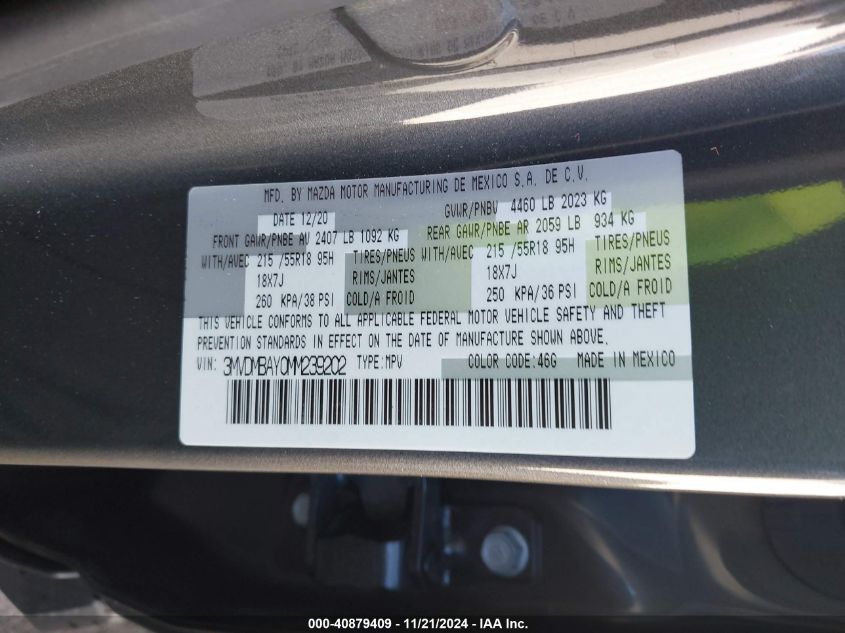 MFD. BY MAZDA MOTOR MANUFACTURING DE MEXICO S.A. DE C.V.
DATE 12/20 GVWR/PNBV 4460 LB 2023 KG
FRONT GAWR/PNBE AV 2407 LB 1092 KG REAR GAWR/PNBE AR 2059 LB 934 KG
WITH/AVEC 215 /55R18 95H TIRES/PNEUS WITH/AVEC 215 /55R18 95H TIRES/PNEUS
18X7J RIMS/JANTES 18X7J RIMS/JANTES
260 KPA/38 PSI COLD/A FROID 250 KPA/36 PSI COLD/A FROID
THIS VEHICLE CONFORMS TO ALL APPLICABLE FEDERAL MOTOR VEHICLE SAFETY AND THEFT
PREVENTION STANDARDS IN EFFECT ON THE DATE OF MANUFACTURE SHOWN ABOVE.
VIN: 3MVDMBAY0MM239202 TYPE:MPV COLOR CODE:46G MADE IN MEXICO
000-40879409 - 11/21/2024 - IAA Inc.